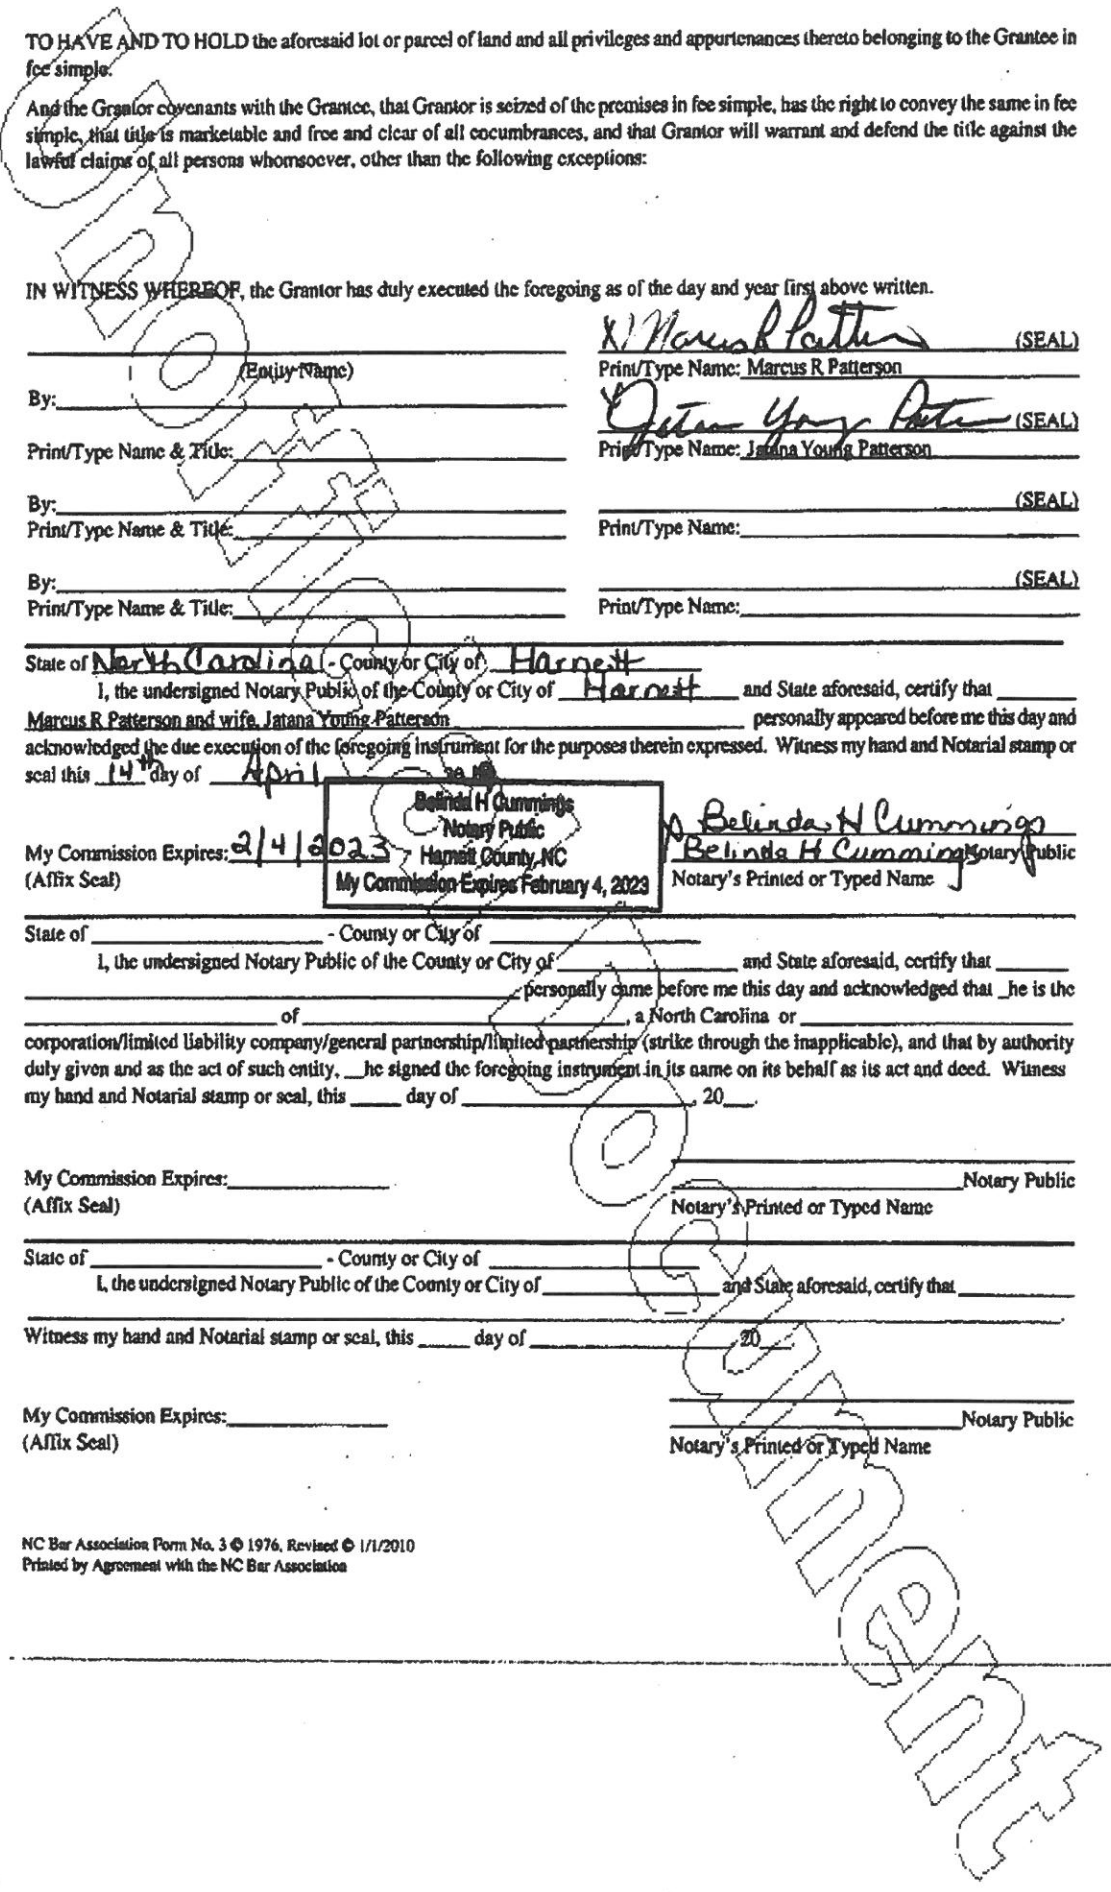 TO HAVE AND TO HOLD the aforesaid lot or parcel of land and all privileges and appurtenances thereto belonging to the Grantee in
fee simple.
And the Grantor covenants with the Grantee, that Grantor is seized of the premises in fee simple, has the right to convey the same in fee
simple, that title is marketable and free and clear of all encumbrances, and that Grantor will warrant and defend the title against the
lawful claims of all persons whomsoever, other than the following exceptions:
IN WITNESS WHEREOF, the Grantor has duly executed the foregoing as of the day and year first above written.
X Marcus R Patterson (SEAL)
(Entity Name) Print/Type Name: Marcus R Patterson
By: Jatana Young Patterson (SEAL)
Print/Type Name & Title: Print/Type Name: Jatana Young Patterson
By: (SEAL)
Print/Type Name & Title: Print/Type Name:
By: (SEAL)
Print/Type Name & Title: Print/Type Name:
State of North Carolina - County or City of Harnett
I, the undersigned Notary Public of the County or City of Harnett and State aforesaid, certify that
Marcus R Patterson and wife, Jatana Young Patterson personally appeared before me this day and
acknowledged the due execution of the foregoing instrument for the purposes therein expressed. Witness my hand and Notarial stamp or
seal this 14th day of April
Belinda H Cummings
Notary Public
Harnett County, NC
My Commission Expires February 4, 2023
Belinda H Cummings
My Commission Expires: 2/4/2023 Belinda H Cummings Notary Public
(Affix Seal) Notary's Printed or Typed Name
State of - County or City of
I, the undersigned Notary Public of the County or City of and State aforesaid, certify that
personally came before me this day and acknowledged that _he is the
of , a North Carolina or
corporation/limited liability company/general partnership/limited partnership (strike through the inapplicable), and that by authority
duly given and as the act of such entity, __he signed the foregoing instrument in its name on its behalf as its act and deed. Witness
my hand and Notarial stamp or seal, this ____ day of , 20___.
My Commission Expires: Notary Public
(Affix Seal) Notary's Printed or Typed Name
State of - County or City of
I, the undersigned Notary Public of the County or City of and State aforesaid, certify that
Witness my hand and Notarial stamp or seal, this ____ day of , 20___.
My Commission Expires: Notary Public
(Affix Seal) Notary's Printed or Typed Name
NC Bar Association Form No. 3 © 1976, Revised © 1/1/2010
Printed by Agreement with the NC Bar Association
Unofficial Document